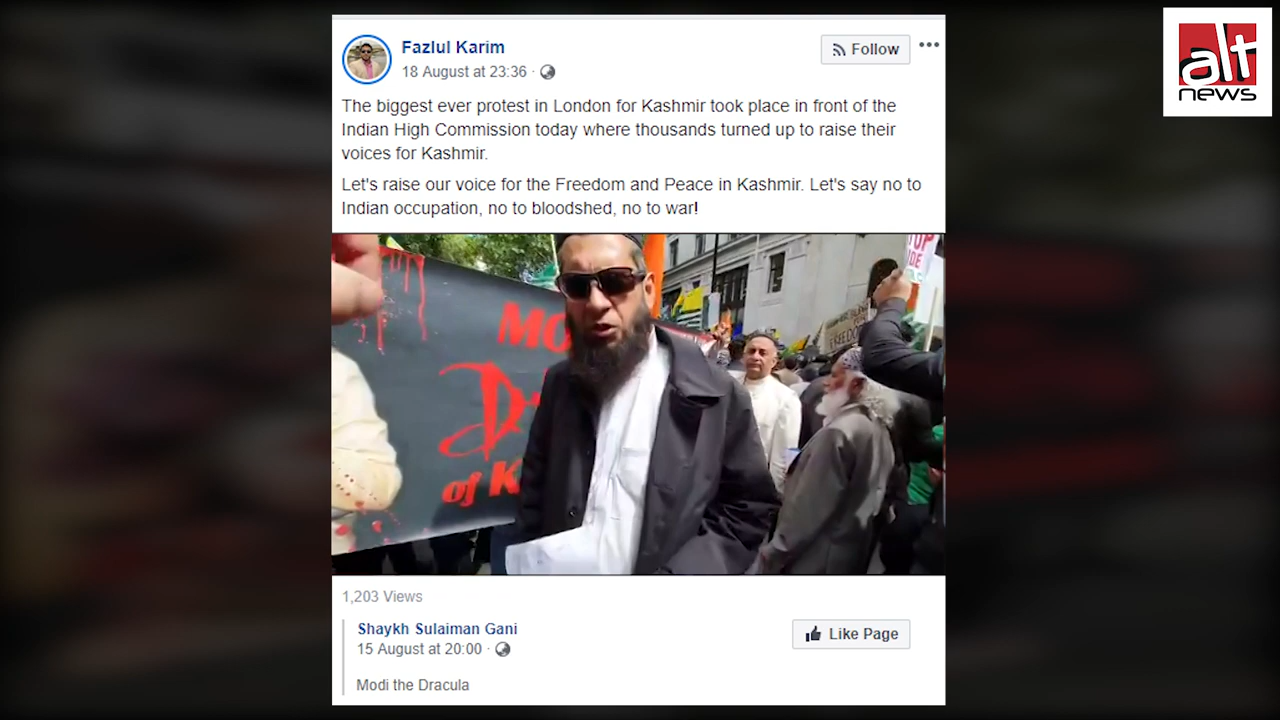 alt
news
Fazlul Karim
Follow
18 August at 23:36 ·
The biggest ever protest in London for Kashmir took place in front of the
Indian High Commission today where thousands turned up to raise their
voices for Kashmir.
Let's raise our voice for the Freedom and Peace in Kashmir. Let's say no to
Indian occupation, no to bloodshed, no to war!
MO
D
of K
FREEDOM
1,203 Views
Shaykh Sulaiman Gani
Like Page
15 August at 20:00 ·
Modi the Dracula